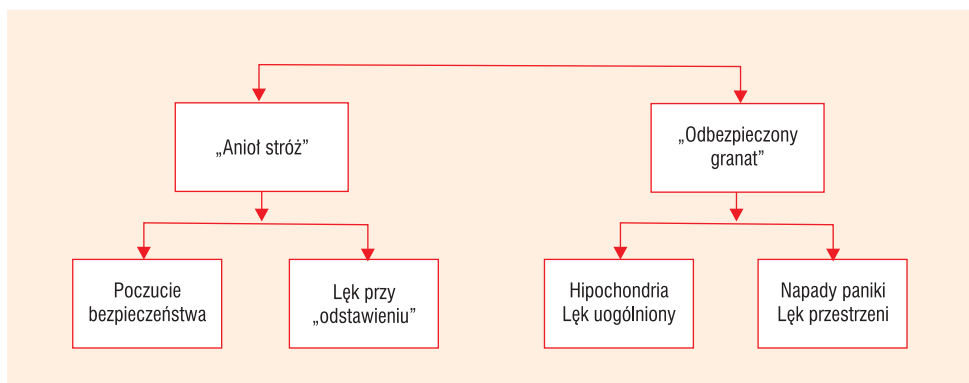 „Anioł stróż”
„Odbezpieczony
granat”
Poczucie
bezpieczeństwa
Lęk przy
„odstawieniu”
Hipochondria
Lęk uogólniony
Napady paniki
Lęk przestrzeni